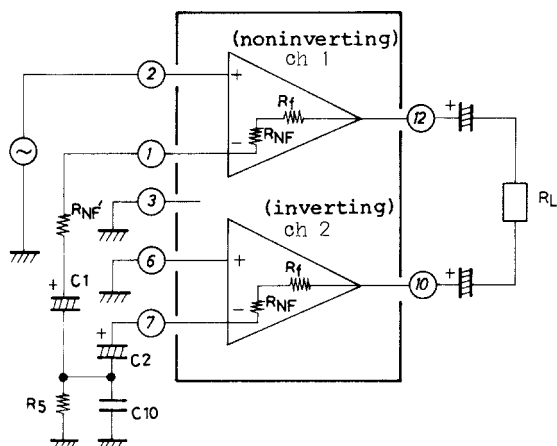 (noninverting)
ch 1
2
+
Rf
12
+
−
RNF
1
3
RNF'
(inverting)
ch 2
RL
6
+
Rf
10
+
+
C1
−
RNF
7
+
C2
R5
C10